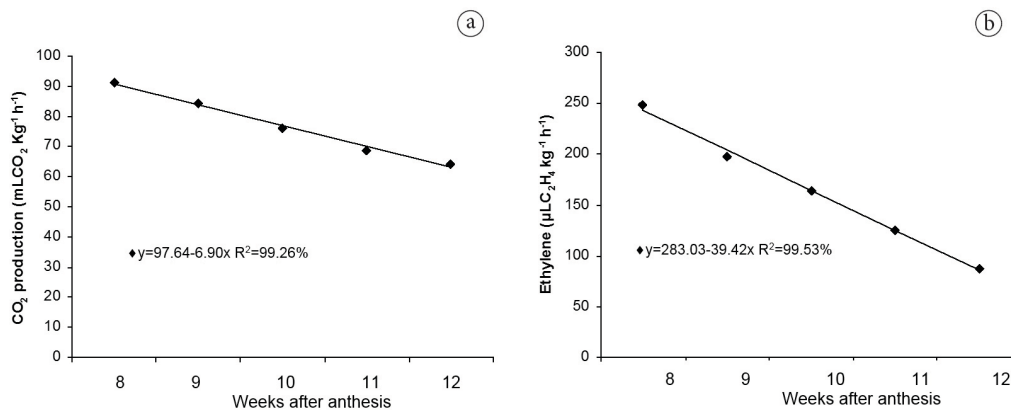 a
100
90
80
70
60
50
40
30
20
10
0
CO₂ production (mLCO₂ Kg⁻¹ h⁻¹)
y=97.64-6.90x R²=99.26%
8 9 10 11 12
Weeks after anthesis
b
300
250
200
150
100
50
0
Ethylene (µLC₂H₄ kg⁻¹ h⁻¹)
y=283.03-39.42x R²=99.53%
8 9 10 11 12
Weeks after anthesis